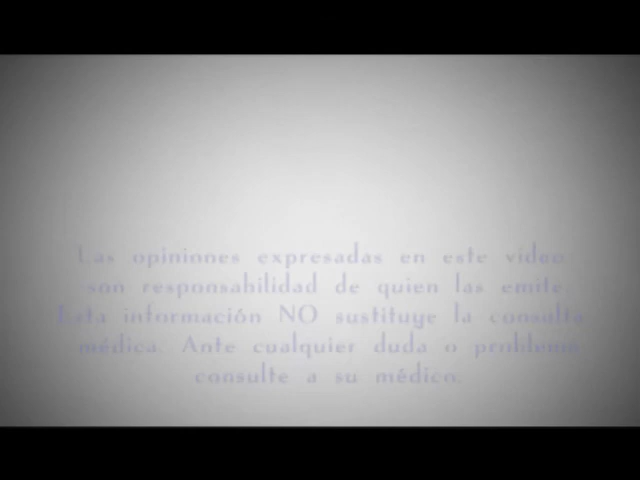 Las opiniones expresadas en este video
son responsabilidad de quien las emite.
Esta información NO sustituye la consulta
médica. Ante cualquier duda o problema
consulte a su médico.